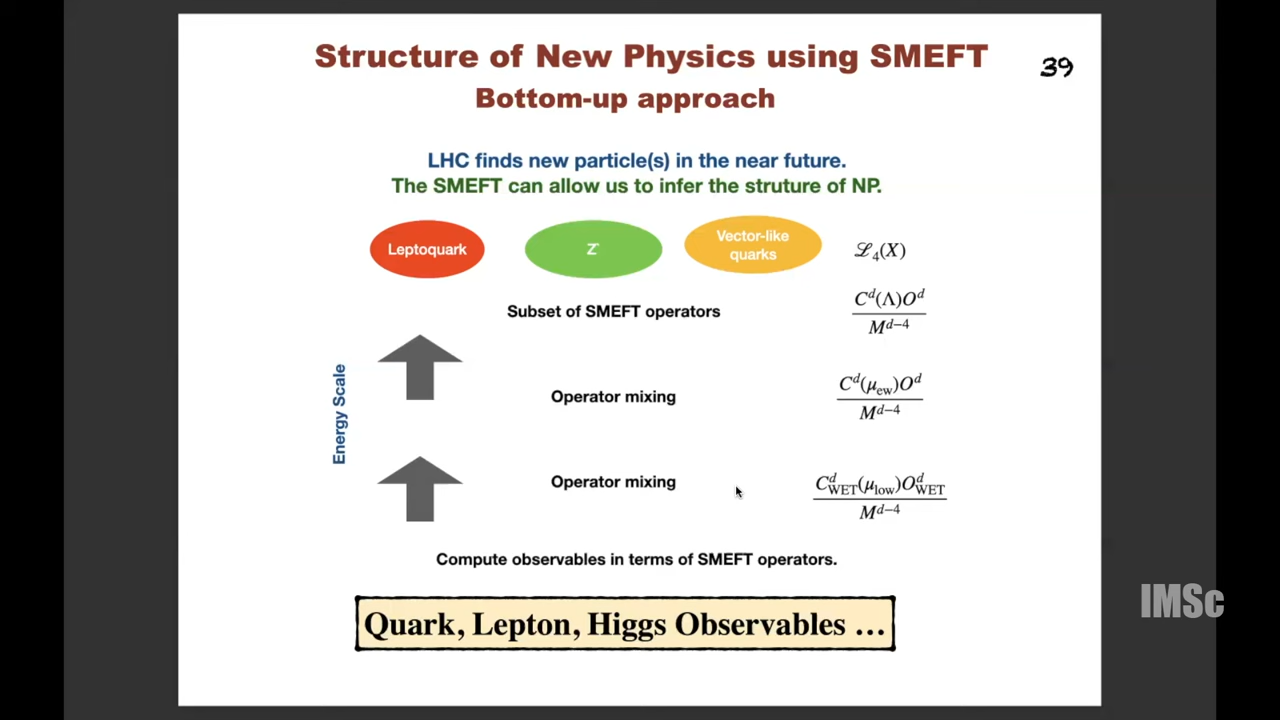 Structure of New Physics using SMEFT
39
Bottom-up approach
LHC finds new particle(s) in the near future.
The SMEFT can allow us to infer the struture of NP.
Leptoquark
Z'
Vector-like
quarks
ℒ₄(X)
Subset of SMEFT operators
C^d(Λ)O^d / M^{d−4}
Energy Scale
Operator mixing
C^d(μ_ew)O^d / M^{d−4}
Operator mixing
C^d_WET(μ_low)O^d_WET / M^{d−4}
Compute observables in terms of SMEFT operators.
Quark, Lepton, Higgs Observables …
IMSc